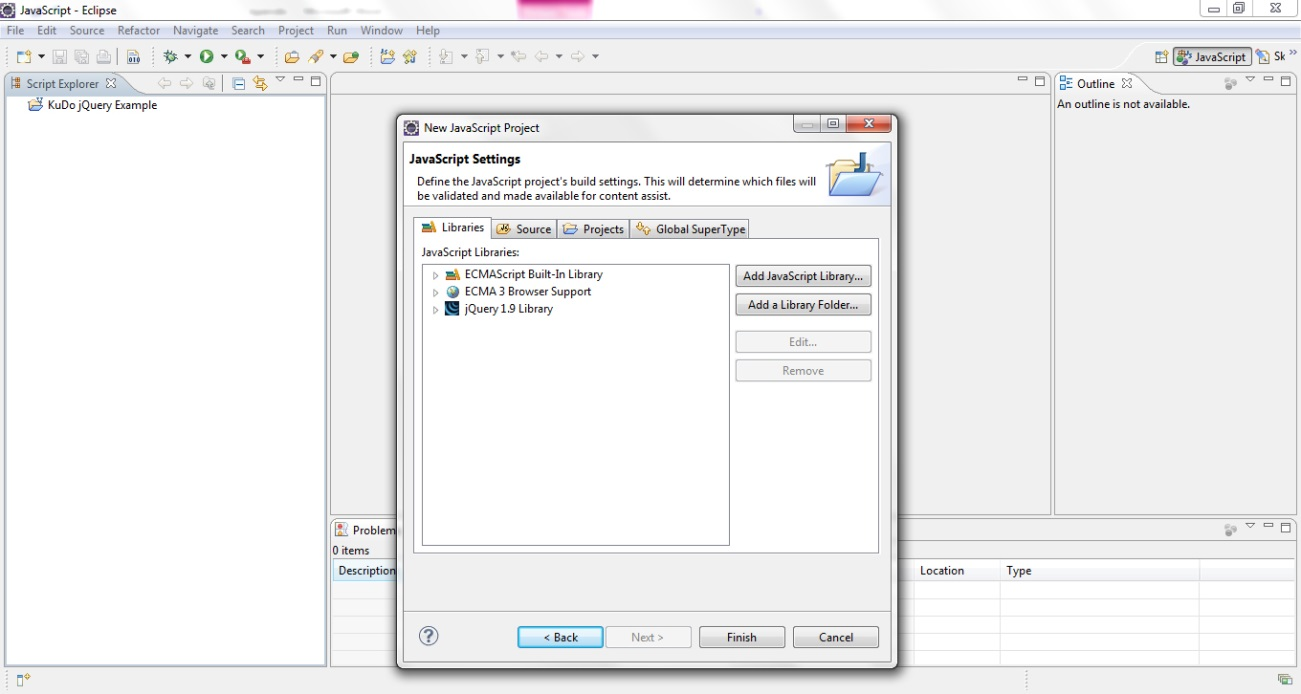 JavaScript - Eclipse
File Edit Source Refactor Navigate Search Project Run Window Help
JavaScript Sk
Script Explorer
KuDo jQuery Example
Outline
An outline is not available.
New JavaScript Project
JavaScript Settings
Define the JavaScript project's build settings. This will determine which files will
be validated and made available for content assist.
Libraries Source Projects Global SuperType
JavaScript Libraries:
ECMAScript Built-In Library
ECMA 3 Browser Support
jQuery 1.9 Library
Add JavaScript Library...
Add a Library Folder...
Edit...
Remove
< Back Next > Finish Cancel
Problem
0 items
Description Location Type